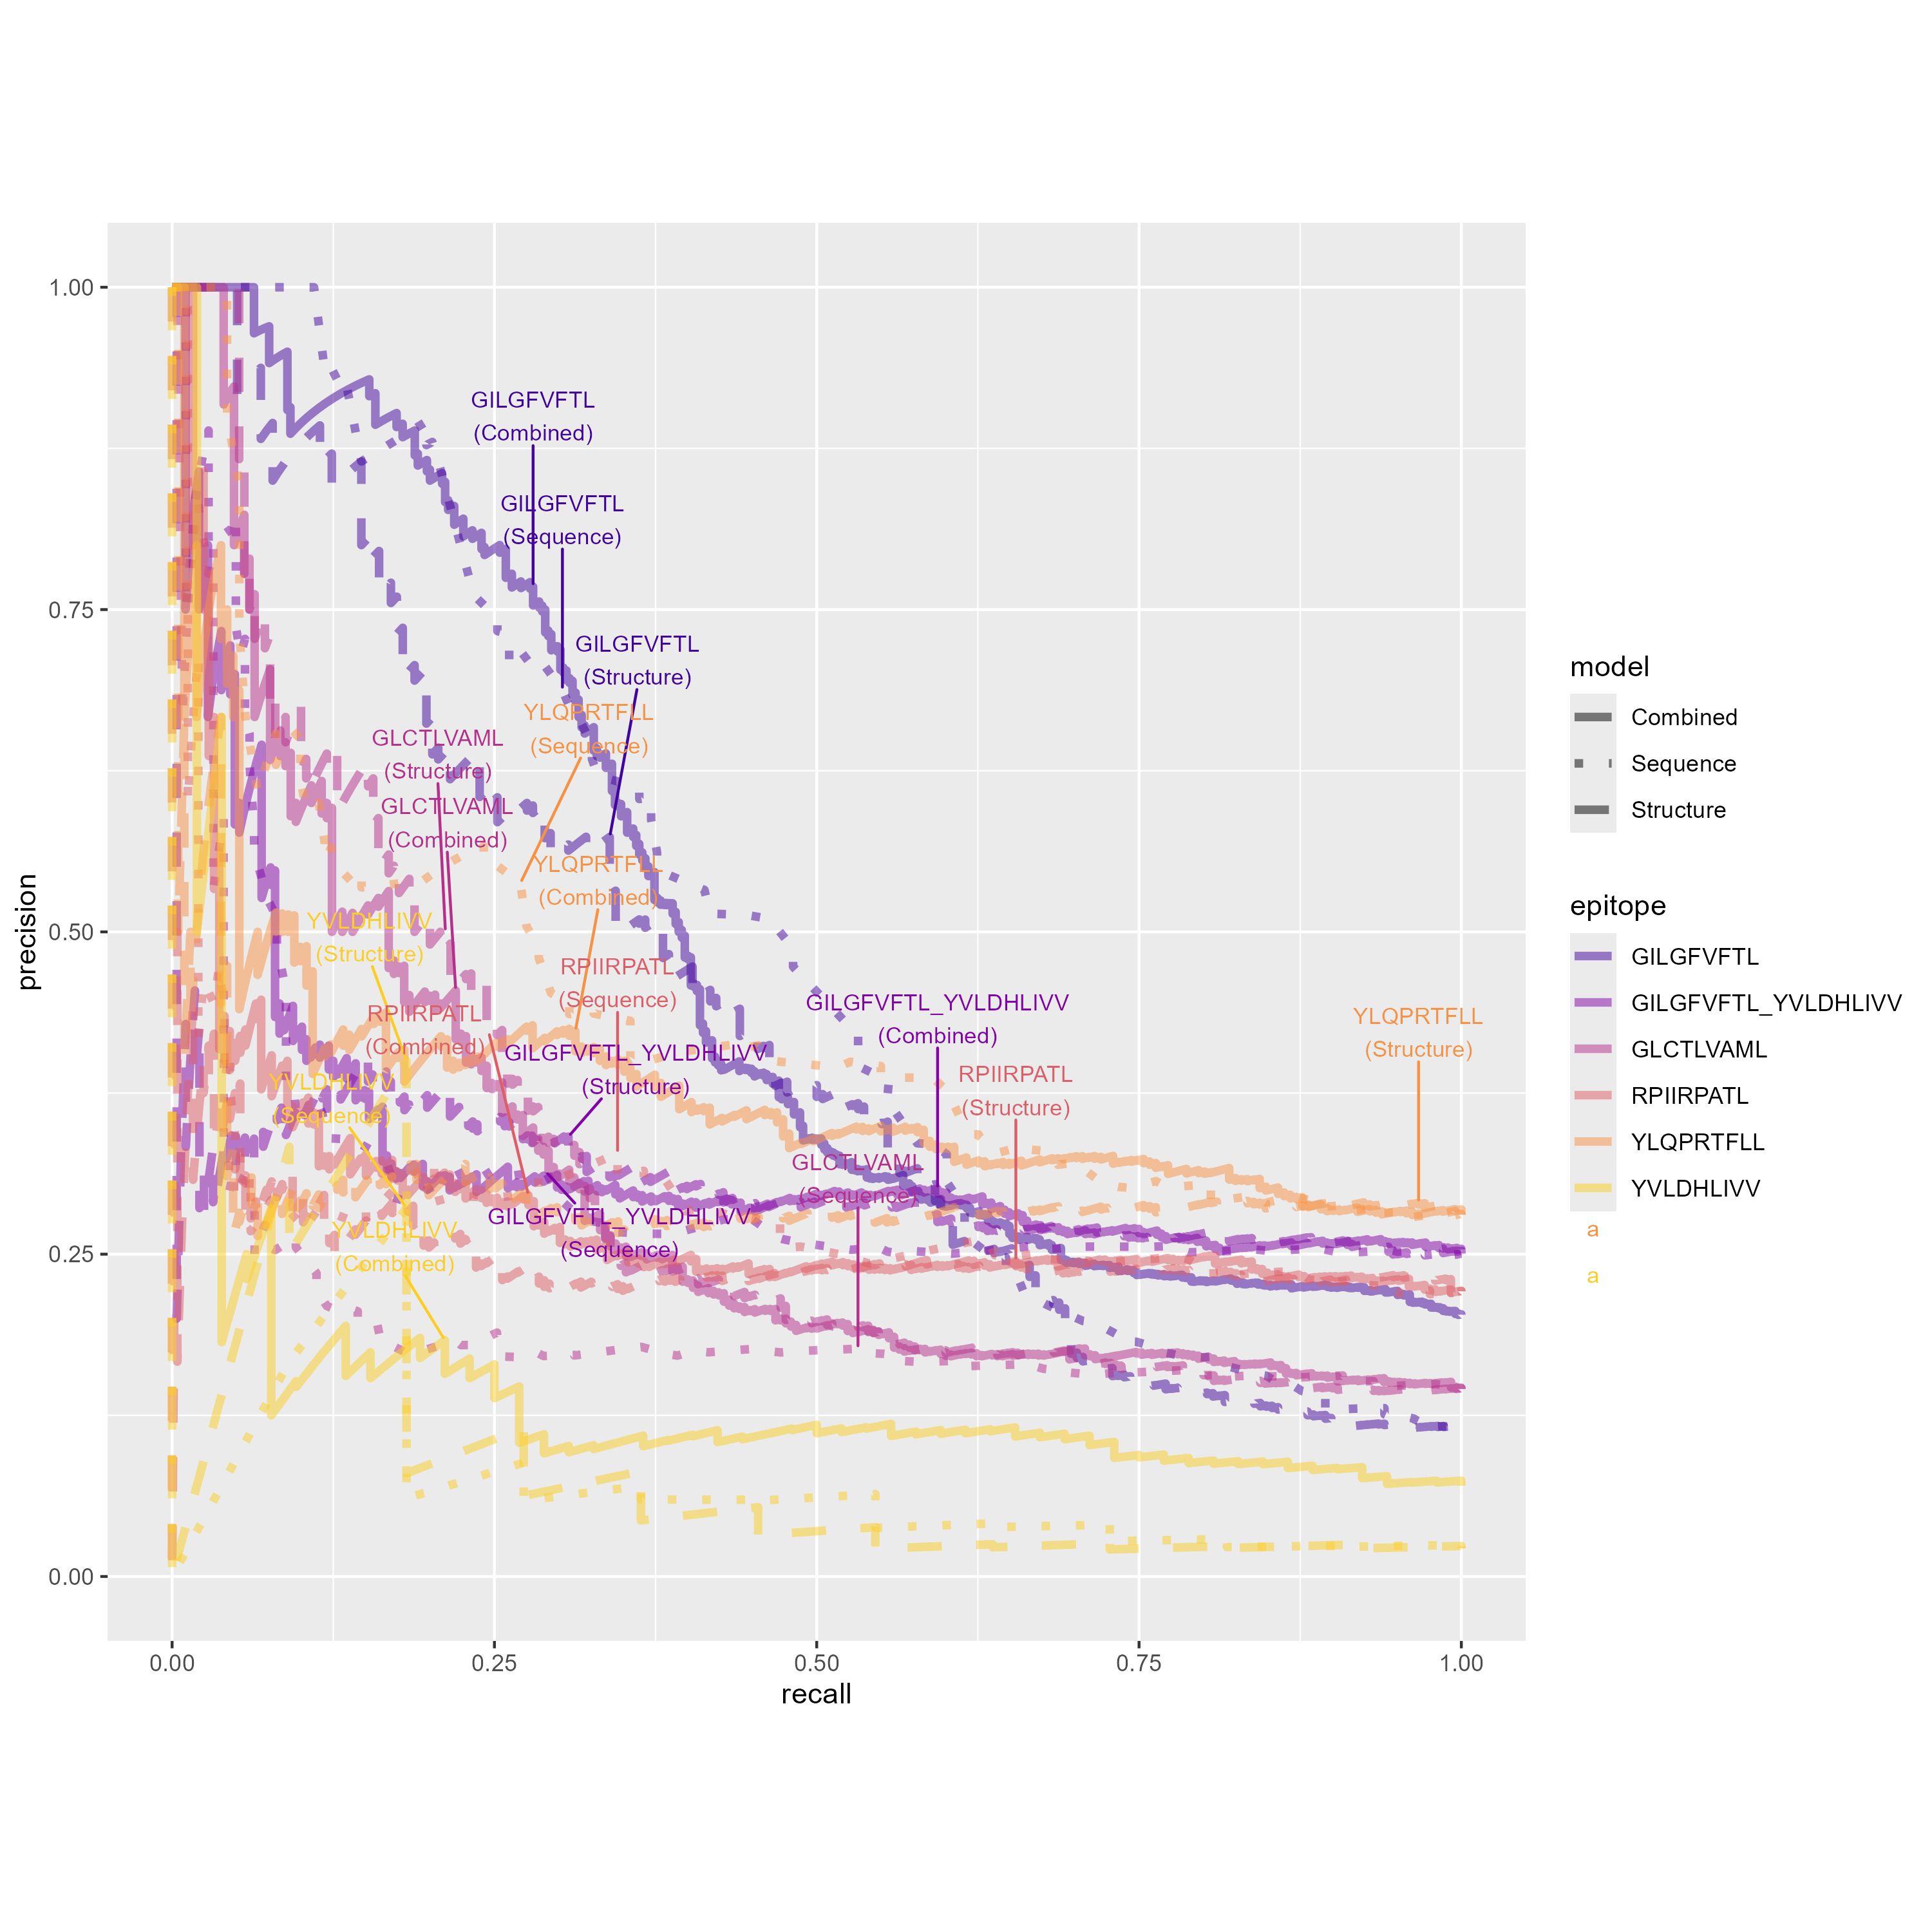 1.00
0.75
0.50
0.25
0.00
precision
0.00
0.25
0.50
0.75
1.00
recall
GILGFVFTL
(Combined)
GILGFVFTL
(Sequence)
GILGFVFTL
(Structure)
YLQPRTFLL
(Sequence)
GLCTLVAML
(Structure)
GLCTLVAML
(Combined)
YLQPRTFLL
(Combined)
YVLDHLIVV
(Structure)
RPIIRPATL
(Sequence)
RPIIRPATL
(Combined)
GILGFVFTL_YVLDHLIVV
(Combined)
YLQPRTFLL
(Structure)
GILGFVFTL_YVLDHLIVV
(Structure)
RPIIRPATL
(Structure)
YVLDHLIVV
(Sequence)
GLCTLVAML
(Sequence)
GILGFVFTL_YVLDHLIVV
(Sequence)
YVLDHLIVV
(Combined)
model
Combined
Sequence
Structure
epitope
GILGFVFTL
GILGFVFTL_YVLDHLIVV
GLCTLVAML
RPIIRPATL
YLQPRTFLL
YVLDHLIVV
a
a